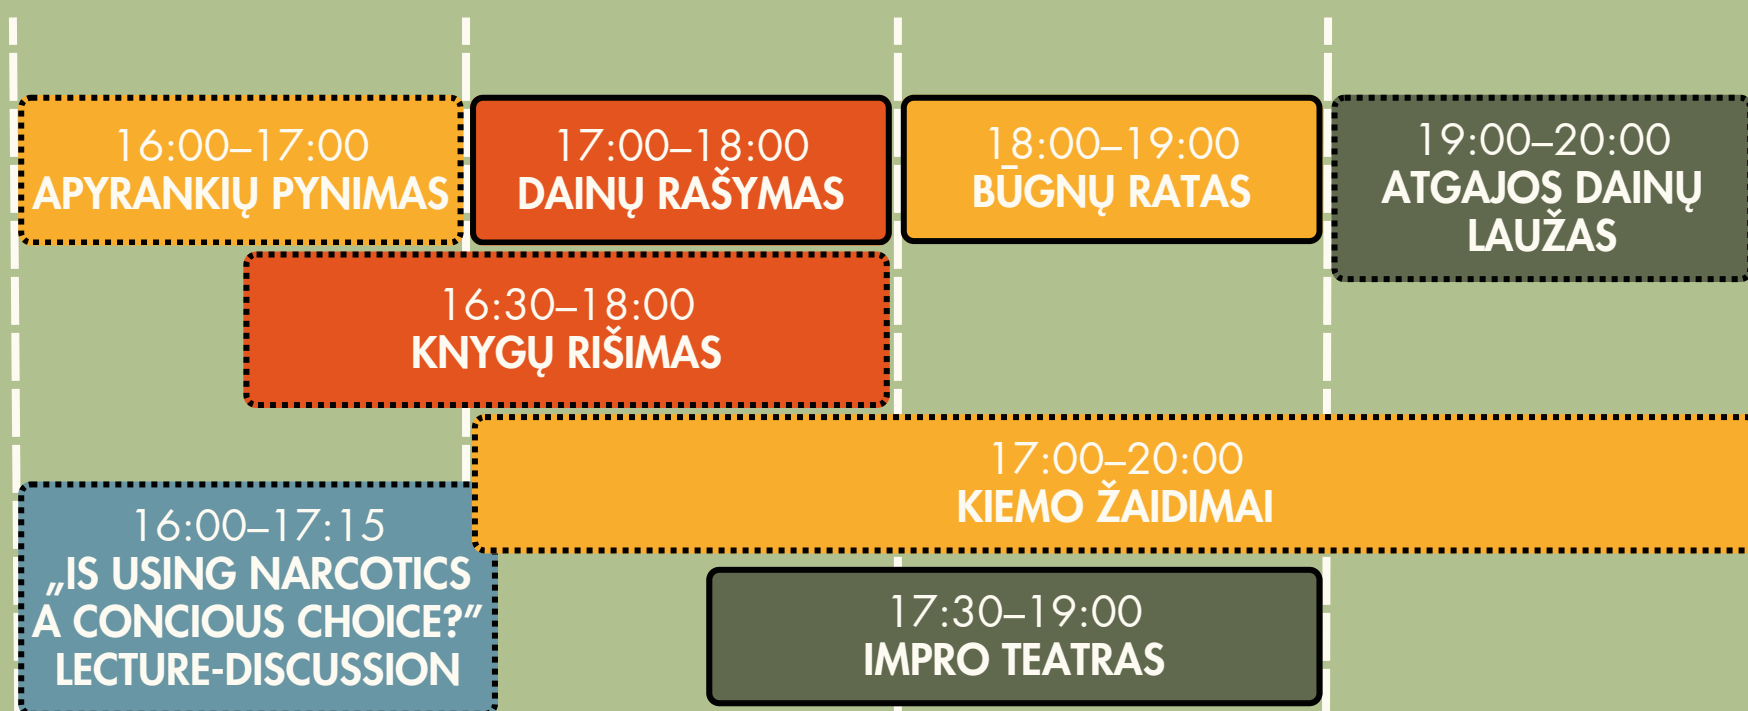 16:00–17:00
APYRANKIŲ PYNIMAS
17:00–18:00
DAINŲ RAŠYMAS
18:00–19:00
BŪGNŲ RATAS
19:00–20:00
ATGAJOS DAINŲ
LAUŽAS
16:30–18:00
KNYGŲ RIŠIMAS
17:00–20:00
KIEMO ŽAIDIMAI
16:00–17:15
„IS USING NARCOTICS
A CONCIOUS CHOICE?”
LECTURE-DISCUSSION
17:30–19:00
IMPRO TEATRAS